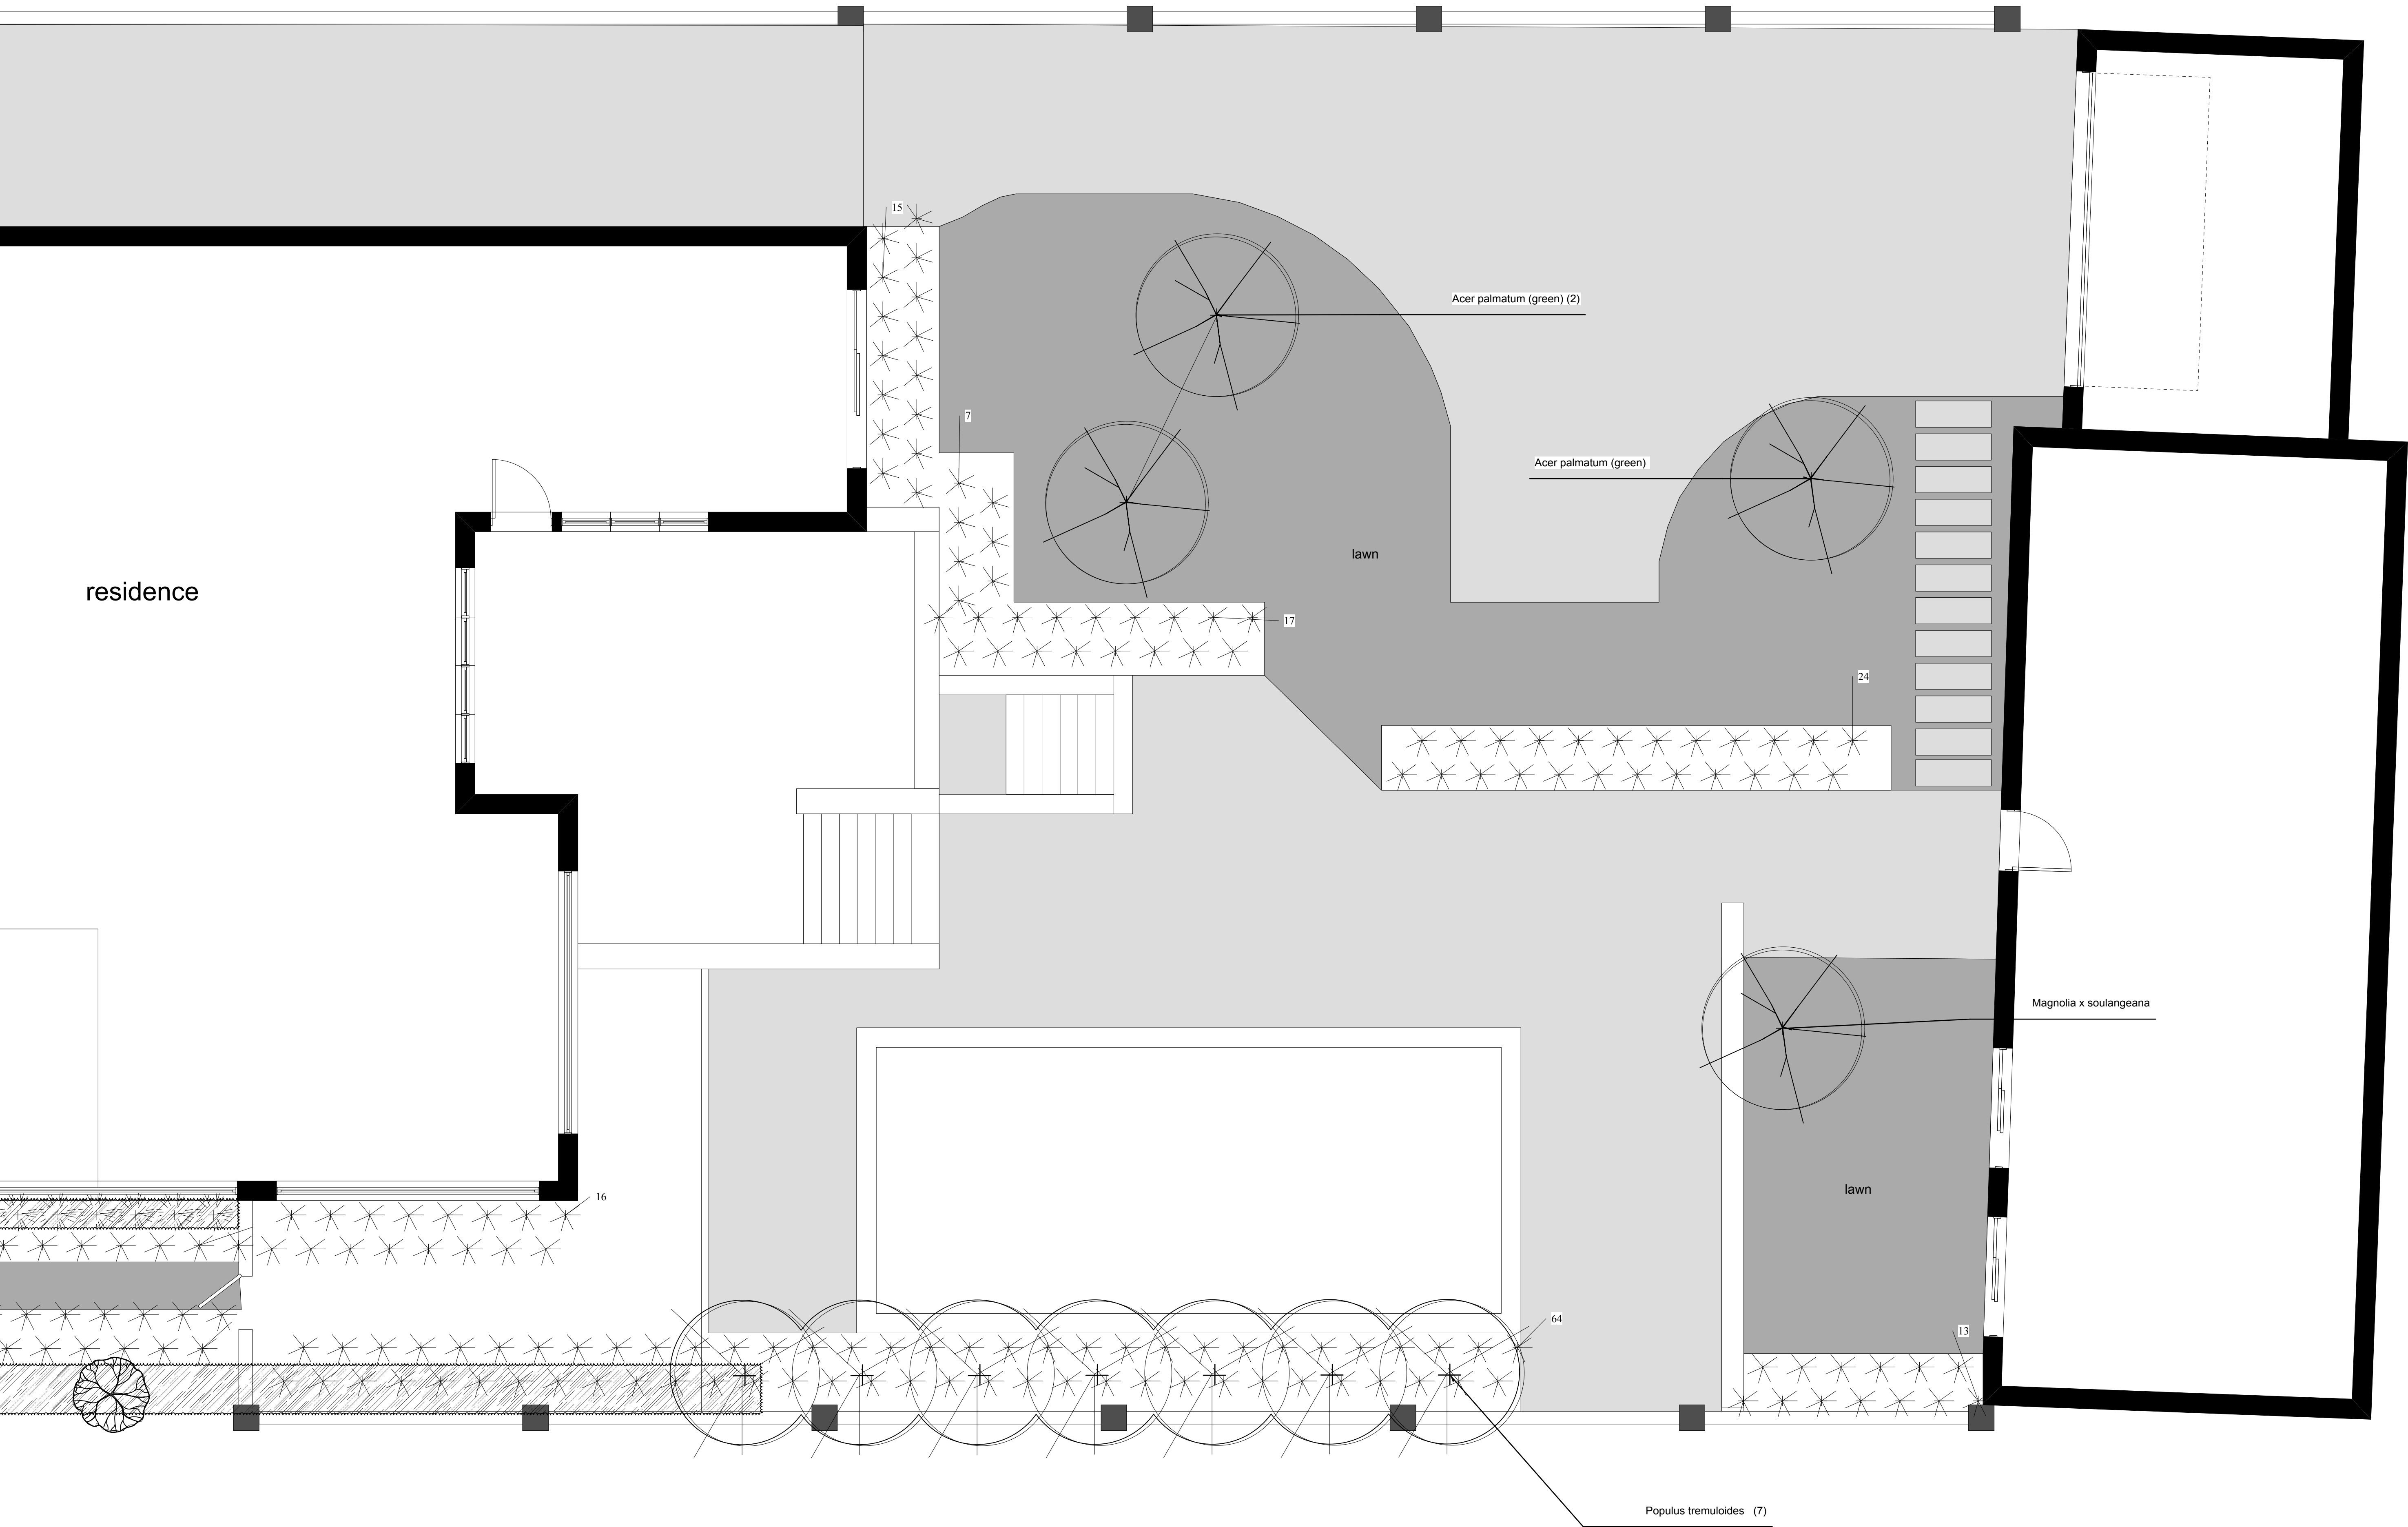 15
Acer palmatum (green) (2)
7
Acer palmatum (green)
lawn
residence
17
24
Magnolia x soulangeana
lawn
16
64
13
Populus tremuloides (7)